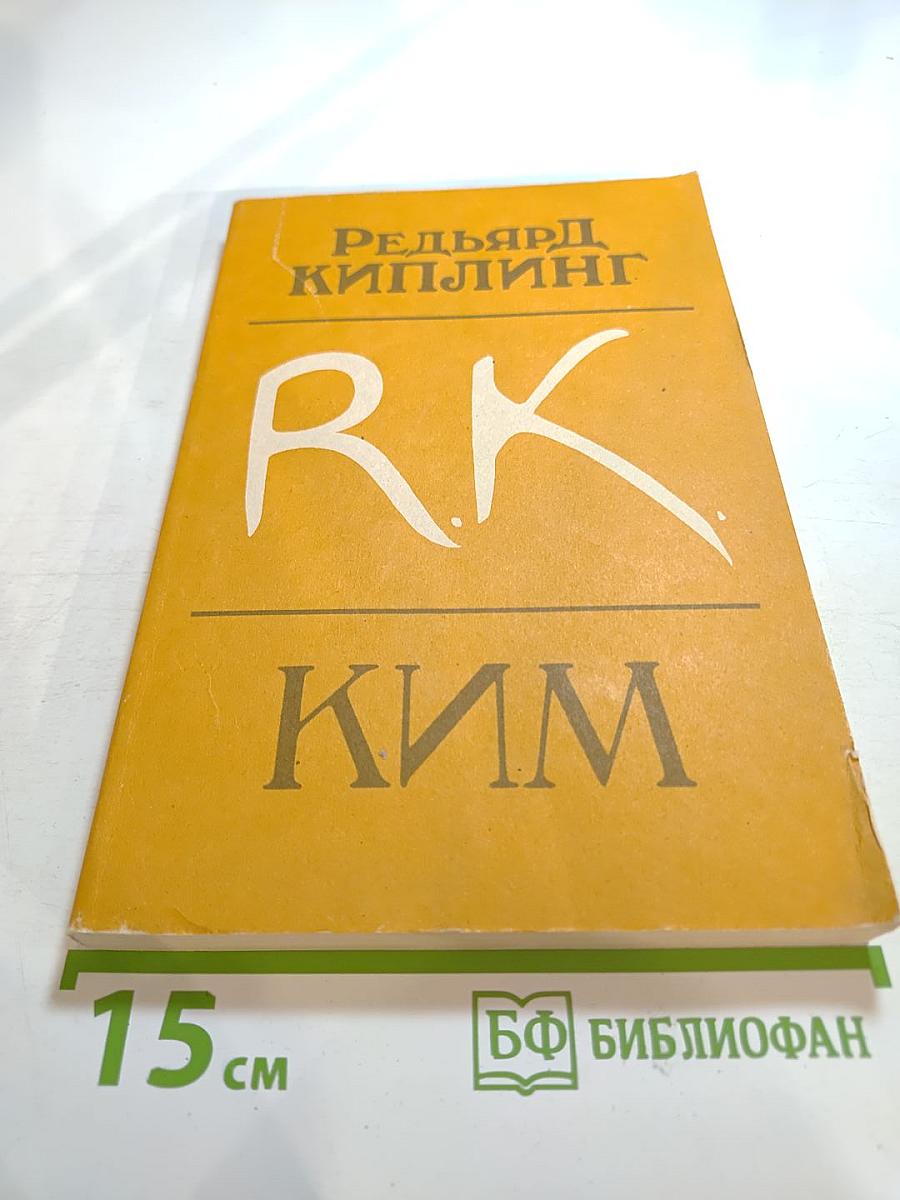 РЕДЬЯРД
КИПЛИНГ
R.K.
КИМ
15 см
БФ БИБЛИОФАН